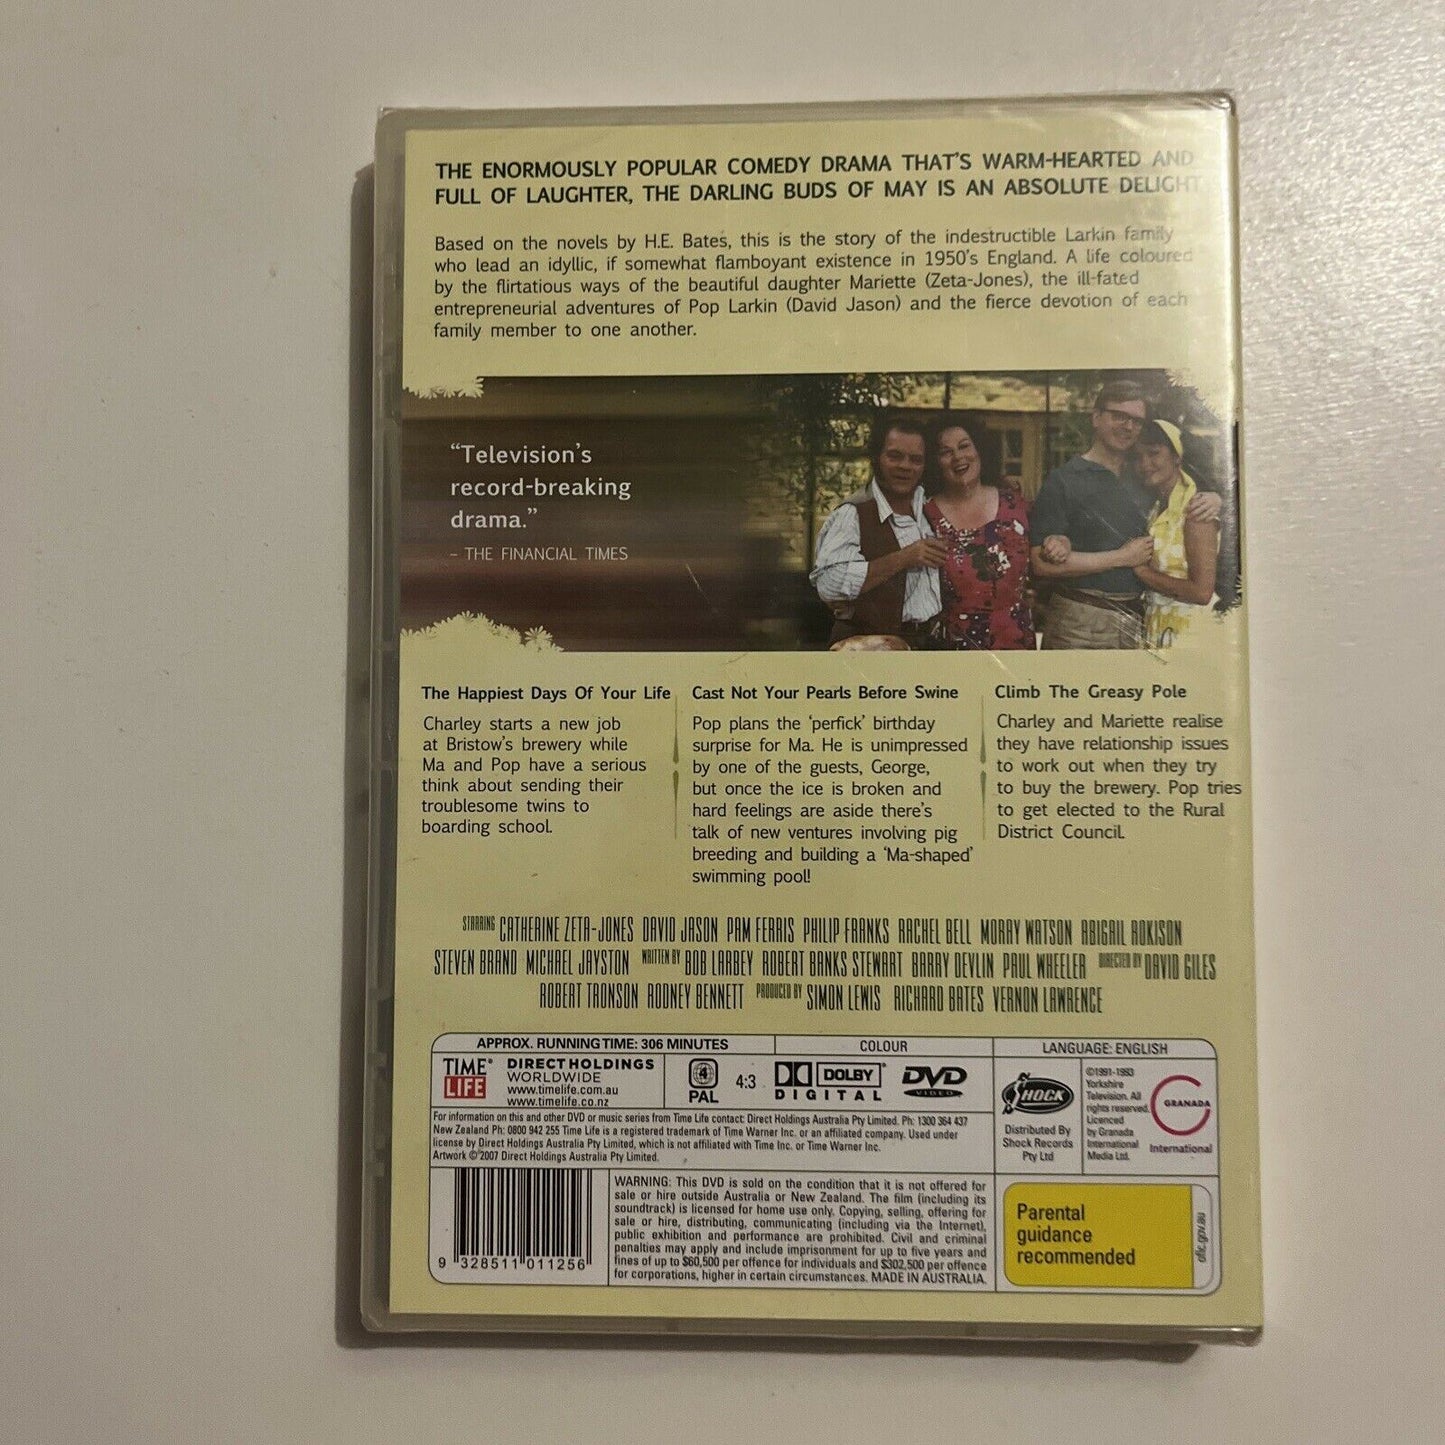 THE ENORMOUSLY POPULAR COMEDY DRAMA THAT'S WARM-HEARTED AND
FULL OF LAUGHTER, THE DARLING BUDS OF MAY IS AN ABSOLUTE DELIGHT
Based on the novels by H.E. Bates, this is the story of the indestructible Larkin family
who lead an idyllic, if somewhat flamboyant existence in 1950's England. A life coloured
by the flirtatious ways of the beautiful daughter Mariette (Zeta-Jones), the ill-fated
entrepreneurial adventures of Pop Larkin (David Jason) and the fierce devotion of each
family member to one another.
“Television's
record-breaking
drama.”
– THE FINANCIAL TIMES
The Happiest Days Of Your Life
Charley starts a new job
at Bristow's brewery while
Ma and Pop have a serious
think about sending their
troublesome twins to
boarding school.
Cast Not Your Pearls Before Swine
Pop plans the ‘perfick’ birthday
surprise for Ma. He is unimpressed
by one of the guests, George,
but once the ice is broken and
hard feelings are aside there's
talk of new ventures involving pig
breeding and building a ‘Ma-shaped’
swimming pool!
Climb The Greasy Pole
Charley and Mariette realise
they have relationship issues
to work out when they try
to buy the brewery. Pop tries
to get elected to the Rural
District Council.
STARRING CATHERINE ZETA-JONES DAVID JASON PAM FERRIS PHILIP FRANKS RACHEL BELL MORAY WATSON ABIGAIL ROKISON
STEVEN BRAND MICHAEL JAYSTON WRITTEN BY BOB LARBEY ROBERT BANKS STEWART BARRY DEVLIN PAUL WHEELER DIRECTED BY DAVID GILES
ROBERT TRONSON RODNEY BENNETT PRODUCED BY SIMON LEWIS RICHARD BATES VERNON LAWRENCE
APPROX. RUNNING TIME: 306 MINUTES
COLOUR
LANGUAGE: ENGLISH
TIME
LIFE
DIRECT HOLDINGS
WORLDWIDE
www.timelife.com.au
www.timelife.co.nz
4
PAL
4:3
DOLBY
DIGITAL
DVD
VIDEO
SHOCK
Distributed By
Shock Records
Pty Ltd
©1991-1993
Yorkshire
Television. All
rights reserved.
Licenced
by Granada
International
Media Ltd.
GRANADA
International
For information on this and other DVD or music series from Time Life contact: Direct Holdings Australia Pty Limited. Ph: 1300 364 437
New Zealand Ph: 0800 942 255 Time Life is a registered trademark of Time Warner Inc. or an affiliated company. Used under
license by Direct Holdings Australia Pty Limited, which is not affiliated with Time Inc. or Time Warner Inc.
Artwork ©2007 Direct Holdings Australia Pty Limited.
9 328511 011256
WARNING: This DVD is sold on the condition that it is not offered for
sale or hire outside Australia or New Zealand. The film (including its
soundtrack) is licensed for home use only. Copying, selling, offering for
sale or hire, distributing, communicating (including via the Internet),
public exhibition and performance are prohibited. Civil and criminal
penalties may apply and include imprisonment for up to five years and
fines of up to $60,500 per offence for individuals and $302,500 per offence
for corporations, higher in certain circumstances. MADE IN AUSTRALIA.
Parental
guidance
recommended
oflc.gov.au